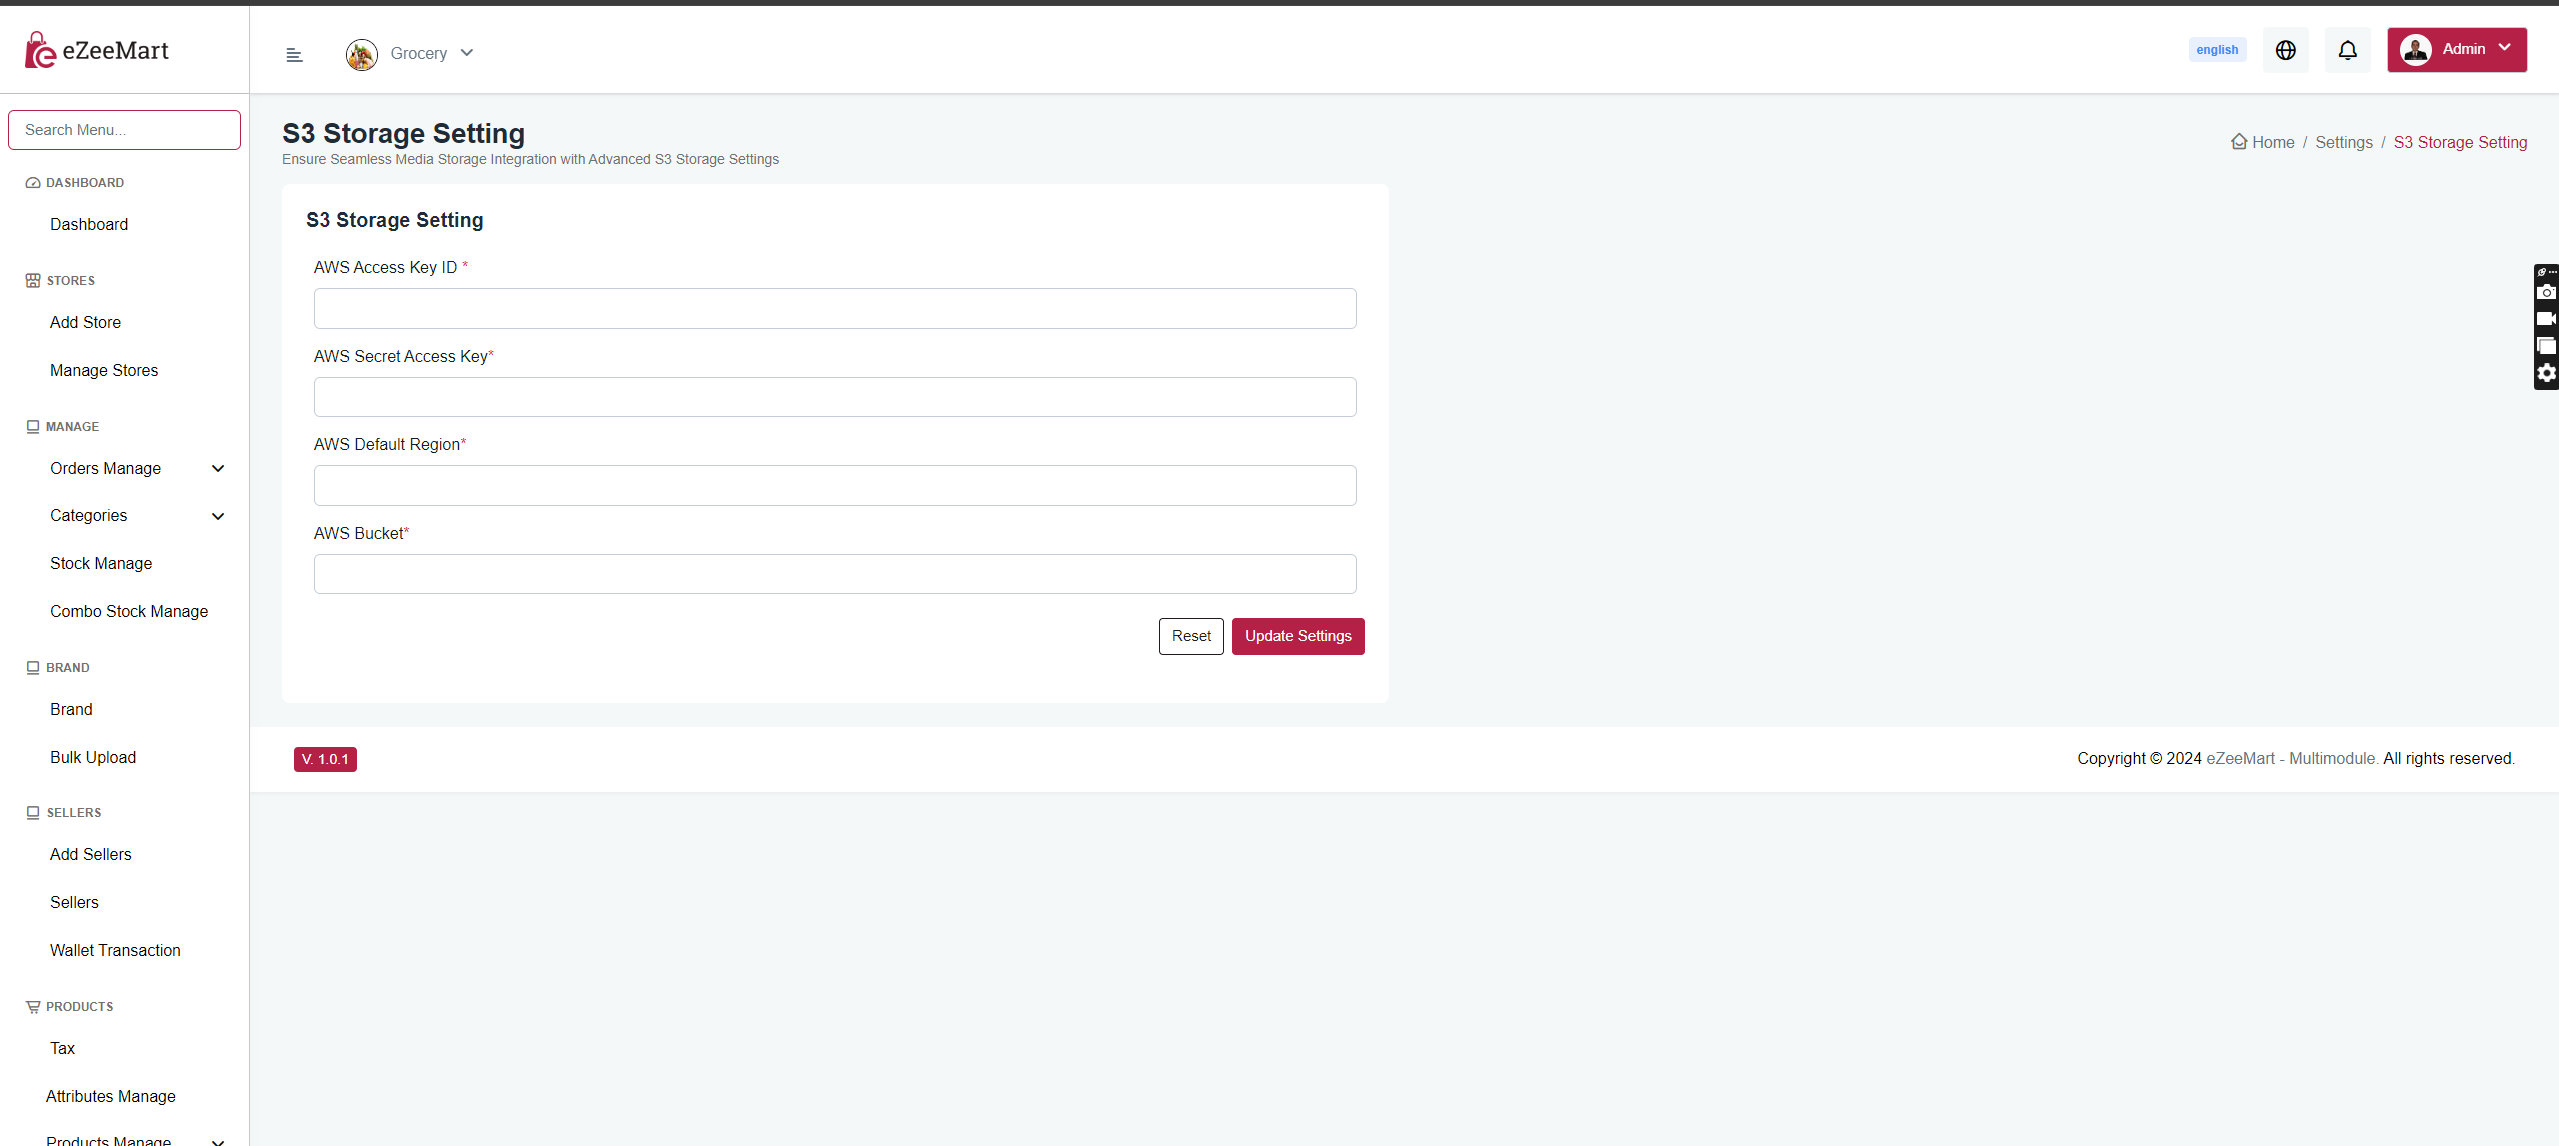 eZeeMart
Grocery
english
Admin
Search Menu...
DASHBOARD
Dashboard
STORES
Add Store
Manage Stores
MANAGE
Orders Manage
Categories
Stock Manage
Combo Stock Manage
BRAND
Brand
Bulk Upload
SELLERS
Add Sellers
Sellers
Wallet Transaction
PRODUCTS
Tax
Attributes Manage
Products Manage
S3 Storage Setting
Ensure Seamless Media Storage Integration with Advanced S3 Storage Settings
Home / Settings / S3 Storage Setting
S3 Storage Setting
AWS Access Key ID *
AWS Secret Access Key*
AWS Default Region*
AWS Bucket*
Reset Update Settings
V. 1.0.1
Copyright © 2024 eZeeMart - Multimodule. All rights reserved.